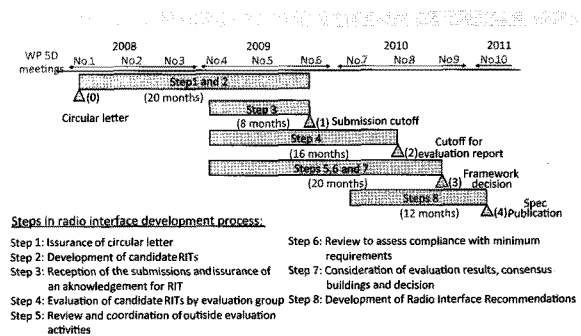 2008 2009 2010 2011
WP 5D No.1 No.2 No.3 No.4 No.5 No.6 No.7 No.8 No.9 No.10
meetings
Step1 and 2
(0) (20 months)
Circular letter
Step 3
(8 months) (1) Submission cutoff
Step 4
(16 months) (2) Cutoff for
evaluation report
Steps 5,6 and 7
(20 months) (3) Framework
decision
Steps 8
(12 months) (4) Spec
Publication
Steps in radio interface development process:
Step 1: Issurance of circular letter
Step 2: Development of candidate RITs
Step 3: Reception of the submissions and issurance of
an aknowledgement for RIT
Step 4: Evaluation of candidate RITs by evaluation group
Step 5: Review and coordination of outiside evaluation
activities
Step 6: Review to assess compliance with minimum
requirements
Step 7: Consideration of evaluation results, consensus
buildings and decision
Step 8: Development of Radio Interface Recommendations